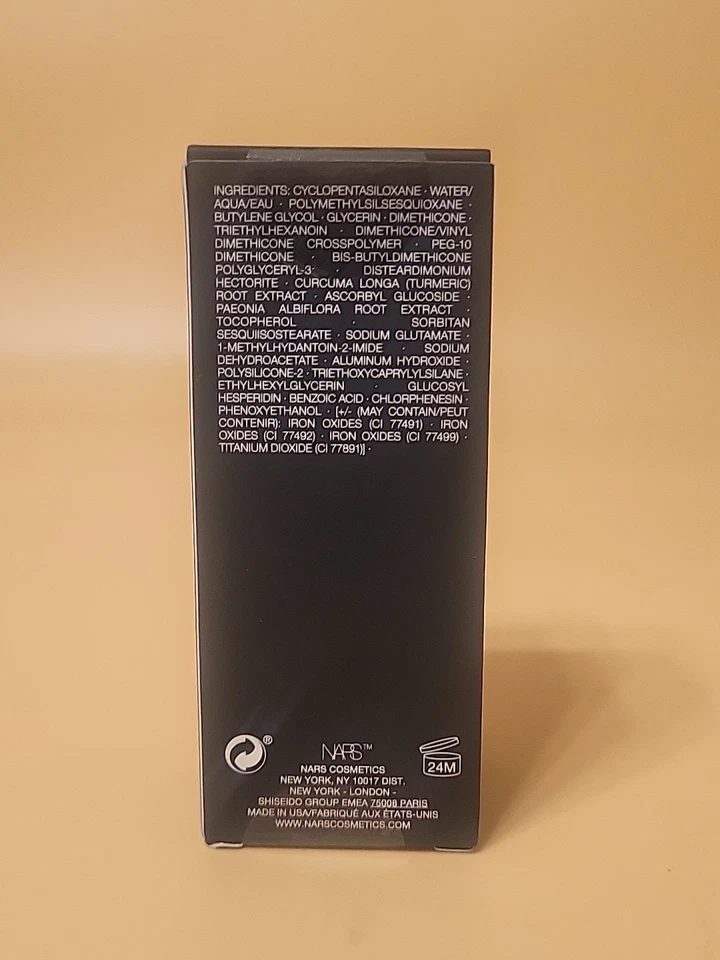 INGREDIENTS: CYCLOPENTASILOXANE · WATER/
AQUA/EAU · POLYMETHYLSILSESQUIOXANE ·
BUTYLENE GLYCOL · GLYCERIN · DIMETHICONE ·
TRIETHYLHEXANOIN · DIMETHICONE/VINYL
DIMETHICONE CROSSPOLYMER · PEG-10
DIMETHICONE · BIS-BUTYLDIMETHICONE
POLYGLYCERYL-3 · DISTEARDIMONIUM
HECTORITE · CURCUMA LONGA (TURMERIC)
ROOT EXTRACT · ASCORBYL GLUCOSIDE ·
PAEONIA ALBIFLORA ROOT EXTRACT ·
TOCOPHEROL · SORBITAN
SESQUIISOSTEARATE · SODIUM GLUTAMATE ·
1-METHYLHYDANTOIN-2-IMIDE · SODIUM
DEHYDROACETATE · ALUMINUM HYDROXIDE ·
POLYSILICONE-2 · TRIETHOXYCAPRYLYLSILANE ·
ETHYLHEXYLGLYCERIN · GLUCOSYL
HESPERIDIN · BENZOIC ACID · CHLORPHENESIN ·
PHENOXYETHANOL · [+/- (MAY CONTAIN/PEUT
CONTENIR): IRON OXIDES (CI 77491) · IRON
OXIDES (CI 77492) · IRON OXIDES (CI 77499) ·
TITANIUM DIOXIDE (CI 77891)] ·
®
NARS™
24M
NARS COSMETICS
NEW YORK, NY 10017 DIST.
NEW YORK - LONDON -
SHISEIDO GROUP EMEA 75008 PARIS
MADE IN USA/FABRIQUÉ AUX ÉTATS-UNIS
WWW.NARSCOSMETICS.COM